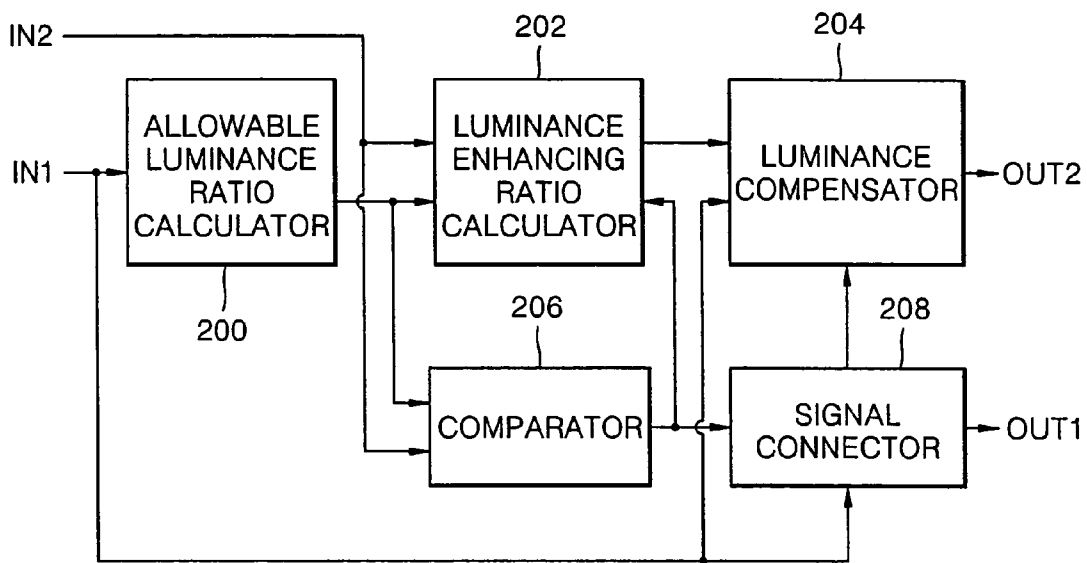 IN2
202
204
ALLOWABLE
LUMINANCE
RATIO
CALCULATOR
LUMINANCE
ENHANCING
RATIO
CALCULATOR
LUMINANCE
COMPENSATOR
IN1
OUT2
200
206
208
COMPARATOR
SIGNAL
CONNECTOR
OUT1